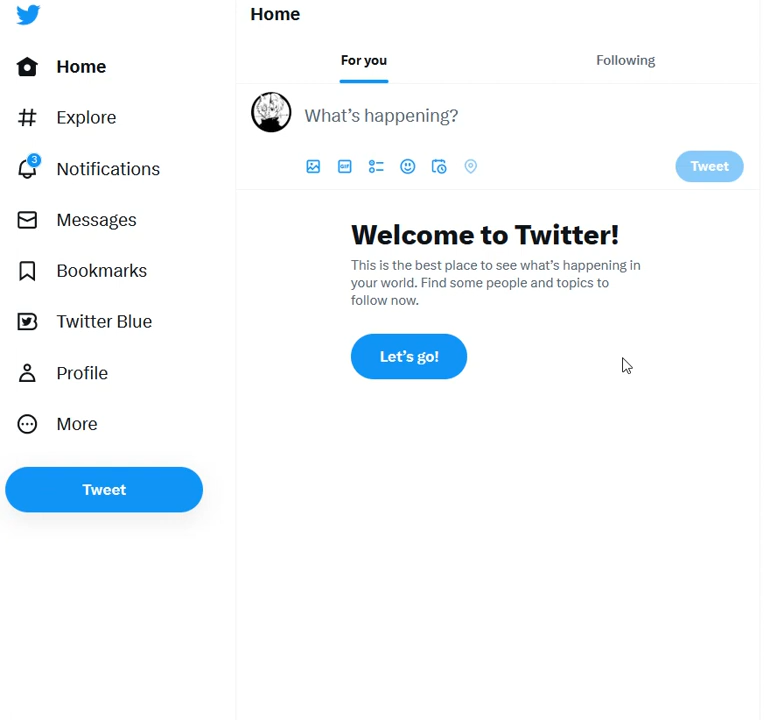 Home
Explore
3
Notifications
Messages
Bookmarks
Twitter Blue
Profile
More
Tweet
Home
For you
Following
What’s happening?
GIF
Tweet
Welcome to Twitter!
This is the best place to see what’s happening in
your world. Find some people and topics to
follow now.
Let’s go!